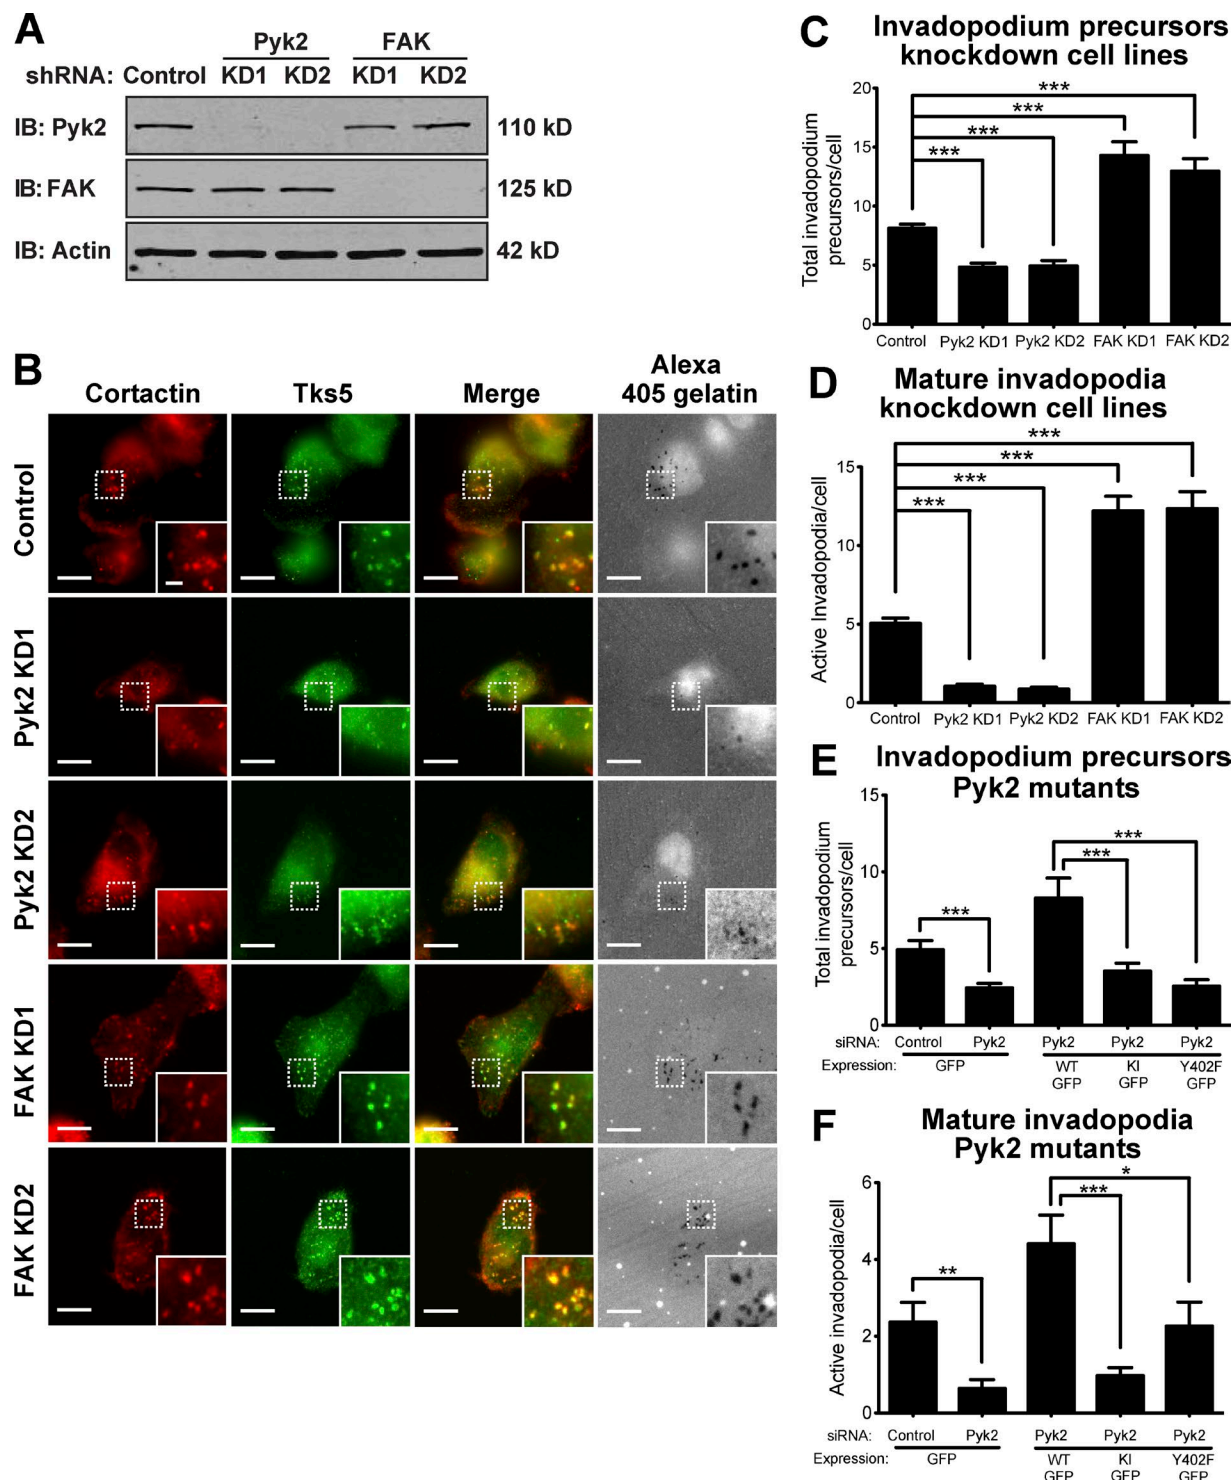 A
Pyk2 FAK
shRNA: Control KD1 KD2 KD1 KD2
IB: Pyk2 110 kD
IB: FAK 125 kD
IB: Actin 42 kD
B
Cortactin Tks5 Merge Alexa
405 gelatin
Control
Pyk2 KD1
Pyk2 KD2
FAK KD1
FAK KD2
C Invadopodium precursors
knockdown cell lines
Total invadopodium
precursors/cell
20
15
10
5
0
***
***
***
***
Control Pyk2 KD1 Pyk2 KD2 FAK KD1 FAK KD2
D Mature invadopodia
knockdown cell lines
Active Invadopodia/cell
15
10
5
0
***
***
***
***
Control Pyk2 KD1 Pyk2 KD2 FAK KD1 FAK KD2
E Invadopodium precursors
Pyk2 mutants
Total invadopodium
precursors/cell
15
10
5
0
***
***
***
siRNA: Control Pyk2 Pyk2 Pyk2 Pyk2
Expression: GFP WT KI Y402F
GFP GFP GFP
F Mature invadopodia
Pyk2 mutants
Active invadopodia/cell
6
4
2
0
*
***
**
siRNA: Control Pyk2 Pyk2 Pyk2 Pyk2
Expression: GFP WT KI Y402F
GFP GFP GFP